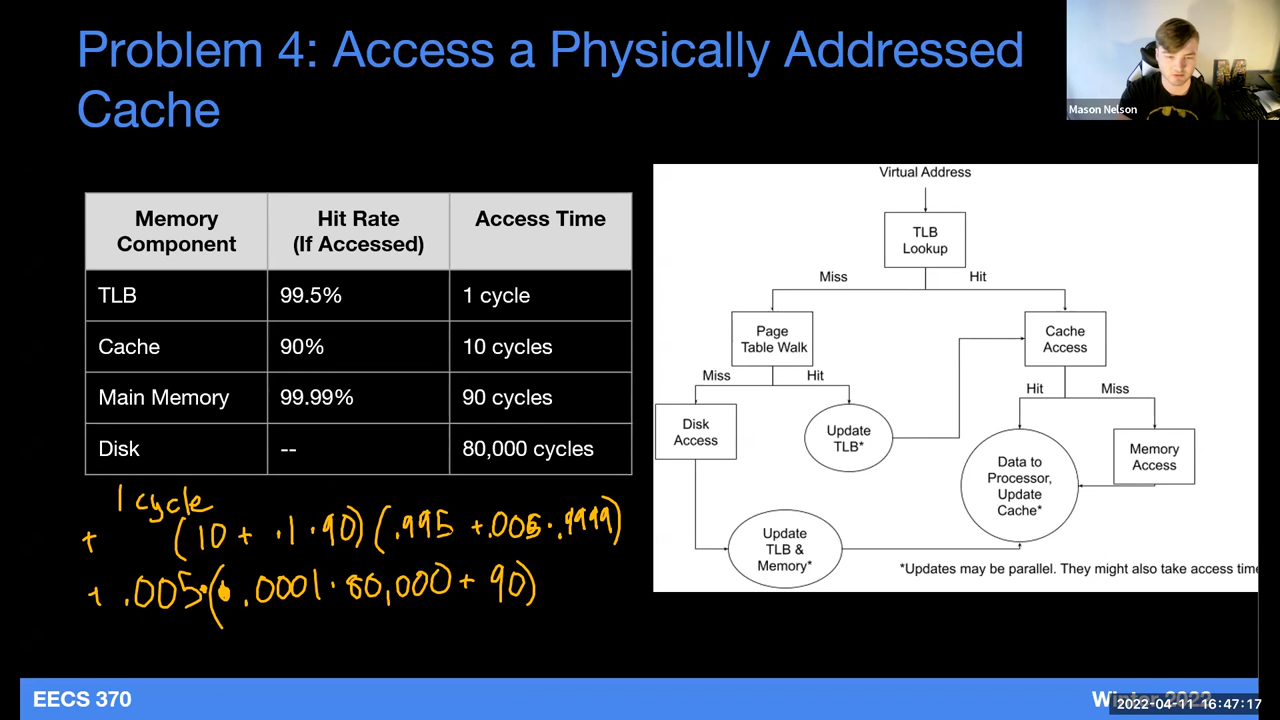 Problem 4: Access a Physically Addressed
Cache
Mason Nelson
Memory Component Hit Rate (If Accessed) Access Time
TLB 99.5% 1 cycle
Cache 90% 10 cycles
Main Memory 99.99% 90 cycles
Disk -- 80,000 cycles
1 cycle
+ (10 + .1 · 90) (.995 + .005 · .9999)
+ .005 · ( .0001 · 80,000 + 90)
Virtual Address
TLB
Lookup
Miss Hit
Page
Table Walk
Cache
Access
Miss Hit
Hit Miss
Disk
Access
Update
TLB*
Data to
Processor,
Update
Cache*
Memory
Access
Update
TLB &
Memory*
*Updates may be parallel. They might also take access time
EECS 370
Winter 2022
2022-04-11 16:47:17